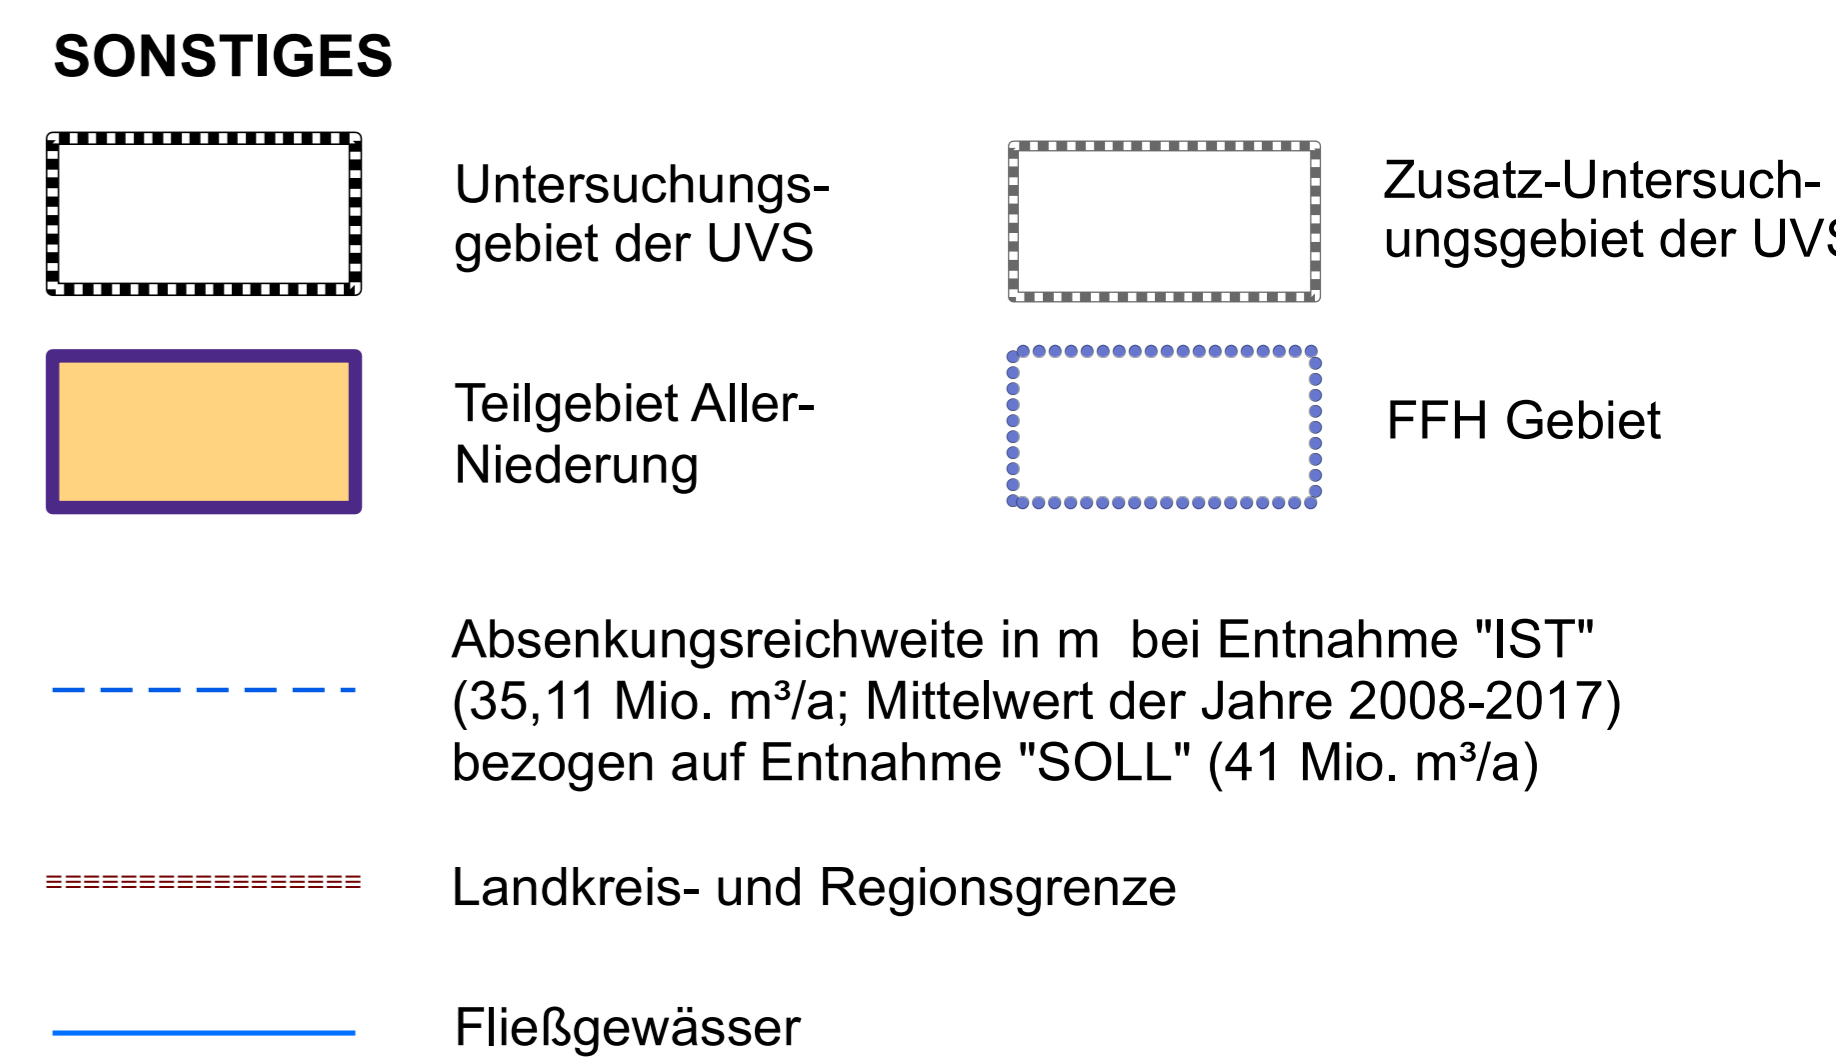 SONSTIGES
Untersuchungs-
gebiet der UVS
Zusatz-Untersuch-
ungsgebiet der UVS
Teilgebiet Aller-
Niederung
FFH Gebiet
Absenkungsreichweite in m  bei Entnahme "IST"
(35,11 Mio. m³/a; Mittelwert der Jahre 2008-2017)
bezogen auf Entnahme "SOLL" (41 Mio. m³/a)
Landkreis- und Regionsgrenze
Fließgewässer